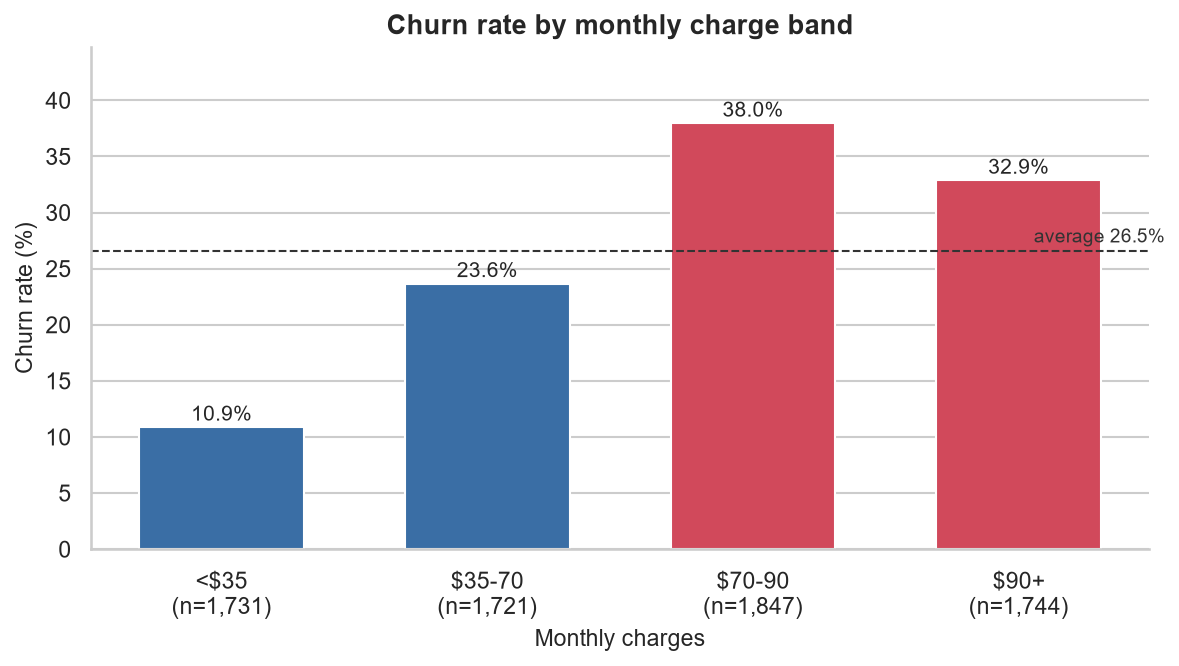 Churn rate by monthly charge band
Churn rate (%)
40
35
30
25
20
15
10
5
0
10.9%
23.6%
38.0%
32.9%
average 26.5%
<$35
(n=1,731)
$35-70
(n=1,721)
$70-90
(n=1,847)
$90+
(n=1,744)
Monthly charges